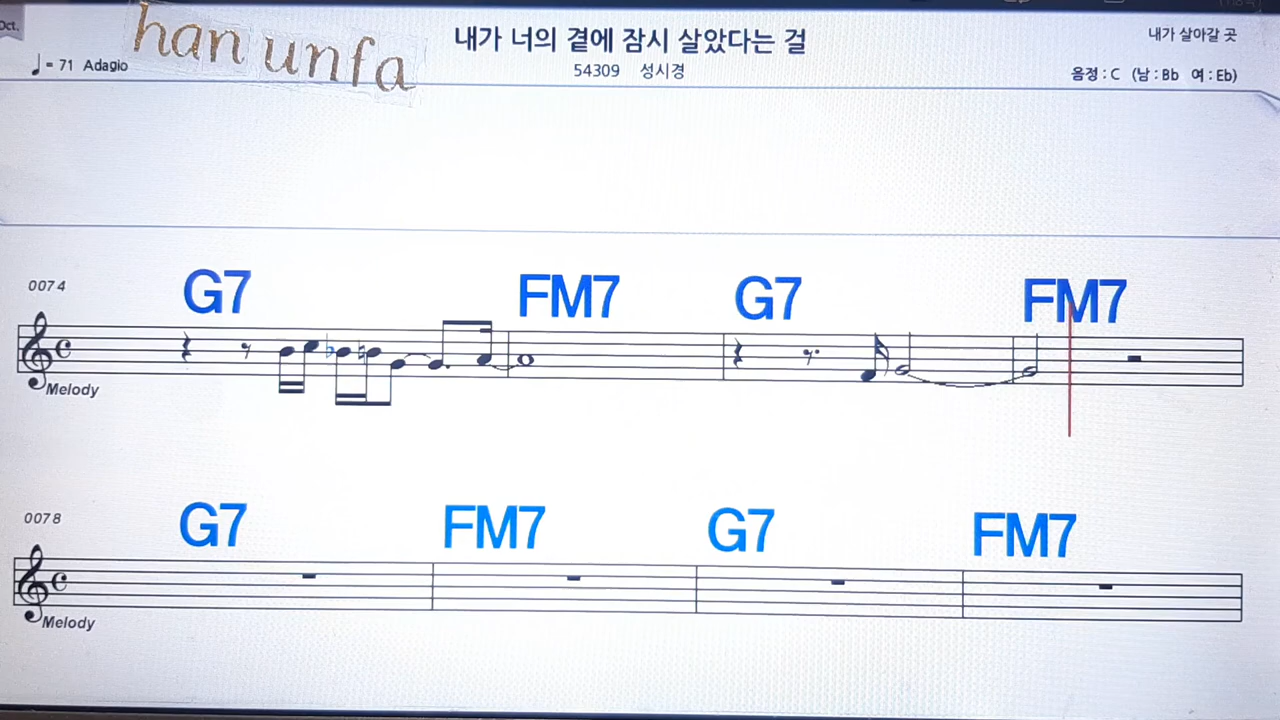 Oct.
han unfa
내가 너의 곁에 잠시 살았다는 걸
내가 살아갈 곳
♩= 71 Adagio
54309 성시경
음정 : C (남 : Bb 여 : Eb)
0074
G7 FM7 G7 FM7
Melody
0078
G7 FM7 G7 FM7
Melody